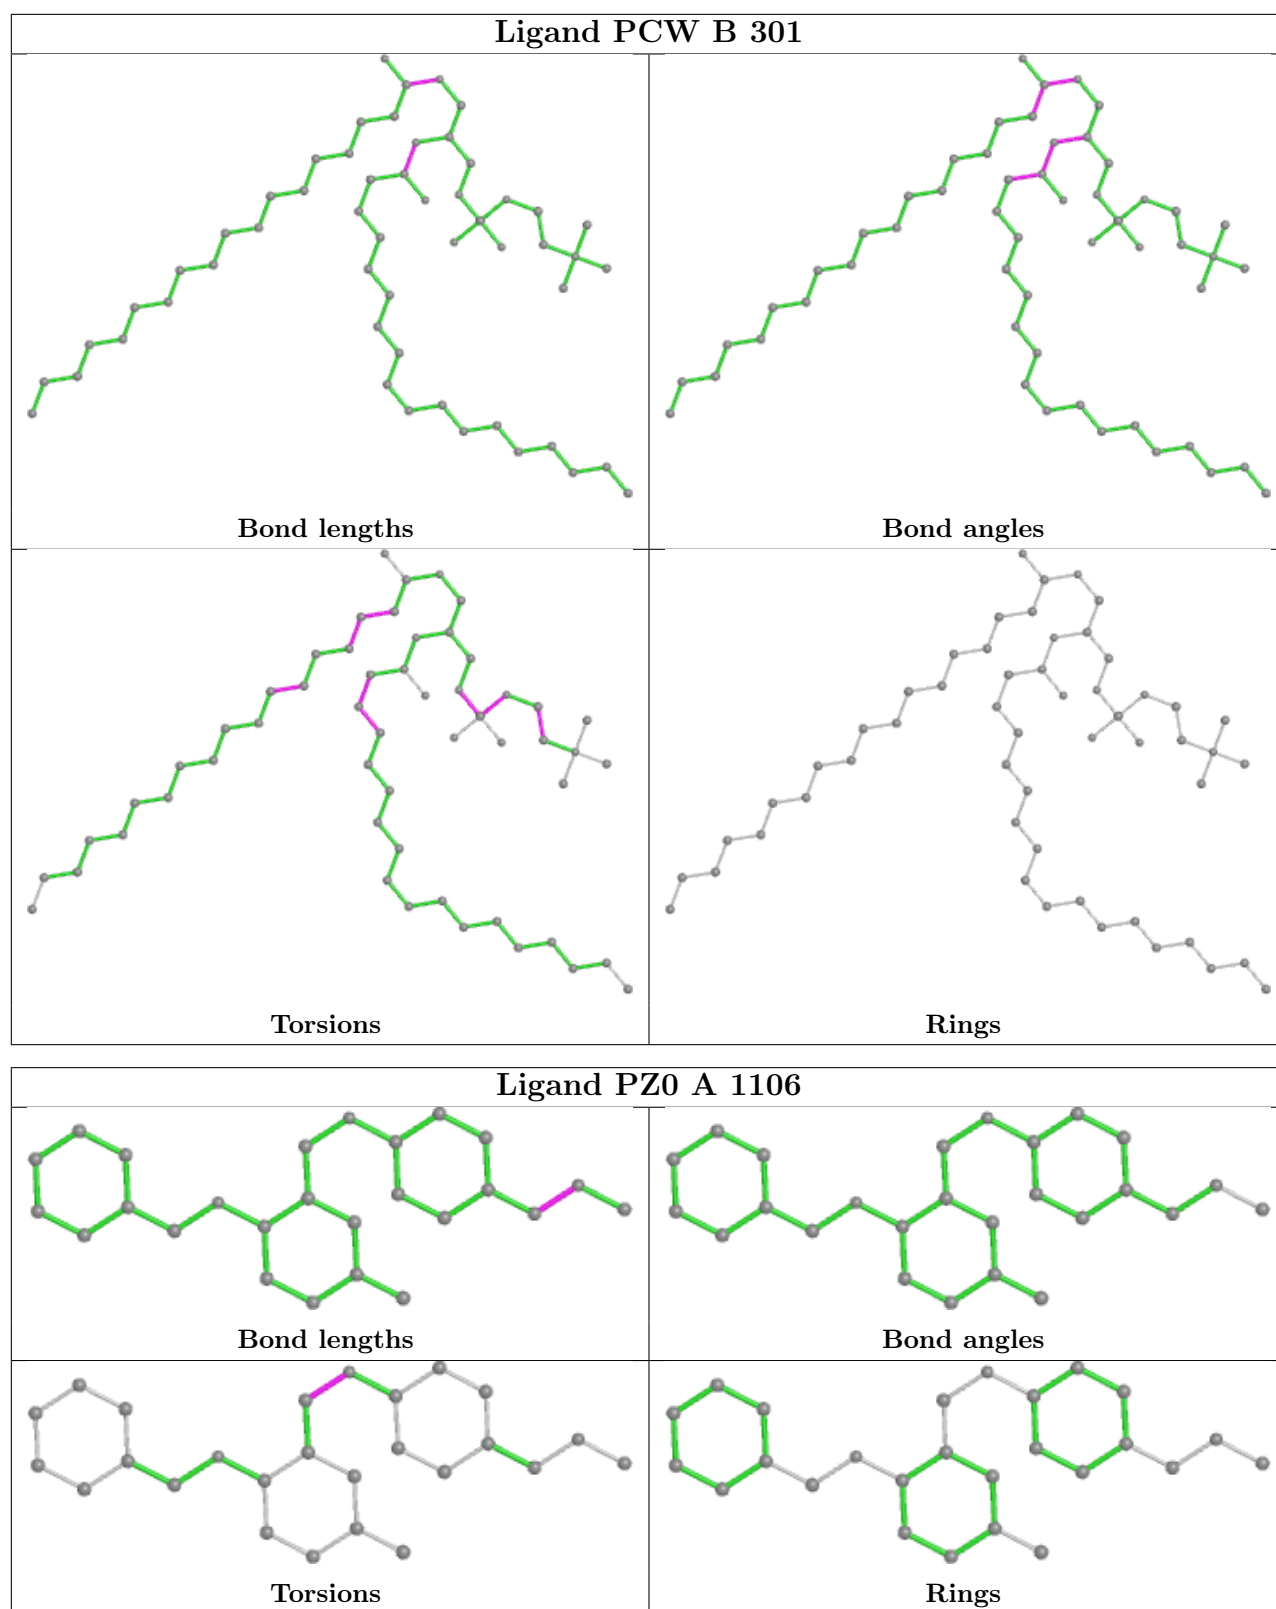 Ligand PCW B 301
Bond lengths
Bond angles
Torsions
Rings
Ligand PZ0 A 1106
Bond lengths
Bond angles
Torsions
Rings